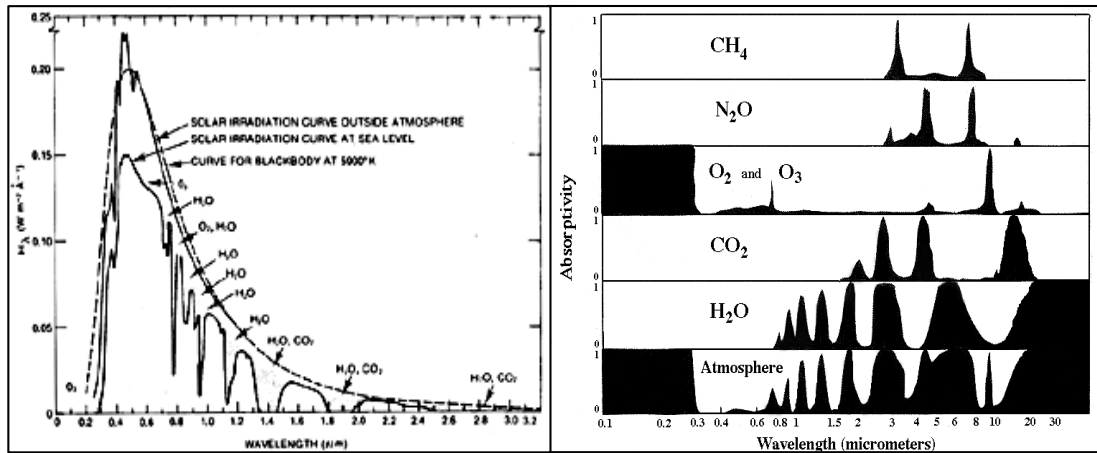 0.25
0.20
0.15
0.10
0.05
0
Hλ (W m⁻² Å⁻¹)
SOLAR IRRADIATION CURVE OUTSIDE ATMOSPHERE
SOLAR IRRADIATION CURVE AT SEA LEVEL
CURVE FOR BLACKBODY AT
H₂O
O₂, H₂O
H₂O
H₂O
H₂O
H₂O
H₂O, CO₂
H₂O, CO₂
H₂O, CO₂
O₃
0 0.2 0.4 0.6 0.8 1.0 1.2 1.4 1.6 1.8 2.0 2.2 2.4 2.6 2.8 3.0 3.2
WAVELENGTH
Absorptivity
1
CH₄
0
1
N₂O
0
1
O₂ and O₃
0
1
CO₂
0
1
H₂O
0
1
Atmosphere
0
0.1 0.2 0.3 0.4 0.6 0.8 1 1.5 2 3 4 5 6 8 10 20 30
Wavelength (micrometers)